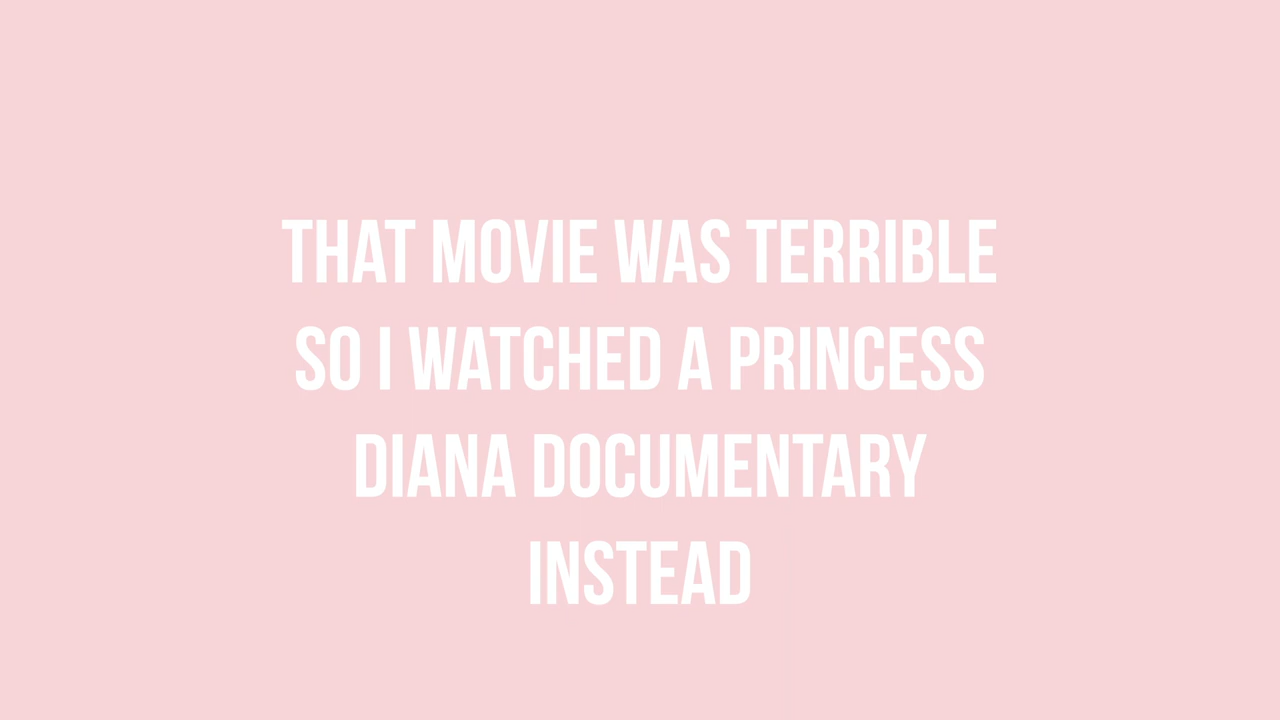 THAT MOVIE WAS TERRIBLE
SO I WATCHED A PRINCESS
DIANA DOCUMENTARY
INSTEAD